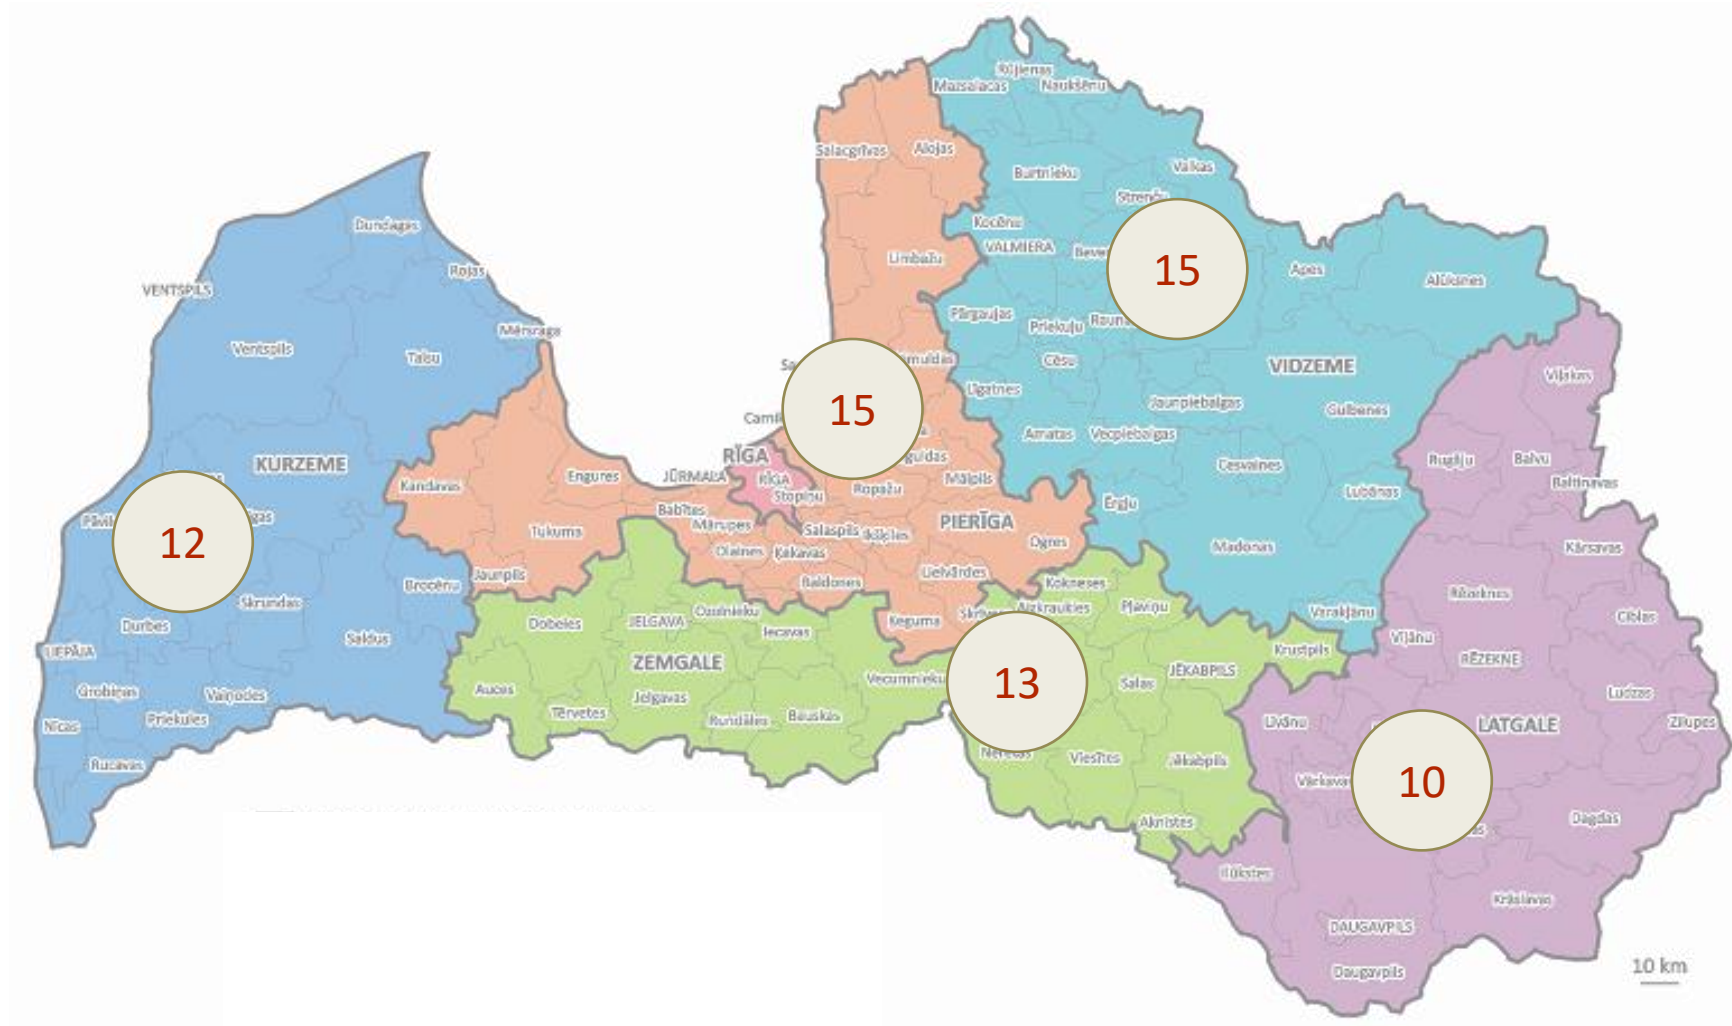 Rūjienas
Mazsalacas
Naukšēnu
Salacgrīvas
Alojas
Burtnieku
Valkas
Strenču
Kocēnu
VALMIERA
Dundagas
Limbažu
Rojas
15
Apes
Alūksnes
VENTSPILS
Pārgaujas
Priekuļu
Mērsraga
Ventspils
Talsu
Cēsu
VIDZEME
Viļakas
Līgatnes
Jaunpiebalgas
Gulbenes
15
Amatas
Vecpiebalgas
RĪGA
KURZEME
Cesvaines
Rugāju
Balvu
Baltinavas
Kandavas
Engures
JŪRMALA
RĪGA
Stopiņu
Ropažu
Mālpils
Lubānas
Ērgļu
Babītes
Mārupes
Salaspils
Ikšķiles
PIERĪGA
Ogres
Tukuma
12
Olaines
Ķekavas
Madonas
Kārsavas
Jaunpils
Brocēnu
Baldones
Lielvārdes
Kokneses
Rēzeknes
Skrundas
Durbes
Dobeles
JELGAVA
Ozolnieku
Iecavas
Ķeguma
Aizkraukles
Pļaviņu
Varakļānu
Ciblas
Saldus
LIEPĀJA
ZEMGALE
Viļānu
RĒZEKNE
Krustpils
JĒKABPILS
Vecumnieku
13
Salas
Grobiņas
Vaiņodes
Auces
Jelgavas
Ludzas
Nīcas
Priekules
Tērvetes
Rundāles
Bauskas
Līvānu
LATGALE
Zilupes
Rucavas
Neretas
Viesītes
Jēkabpils
10
Aknīstes
Dagdas
Ilūkstes
Krāslavas
DAUGAVPILS
Daugavpils
10 km